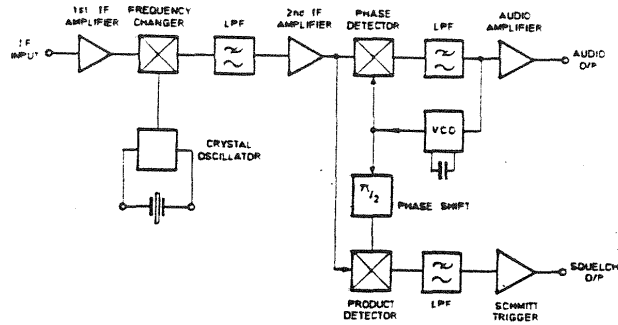 1st IF
AMPLIFIER
FREQUENCY
CHANGER
LPF
2nd IF
AMPLIFIER
PHASE
DETECTOR
LPF
AUDIO
AMPLIFIER
IF
INPUT
AUDIO
O/P
CRYSTAL
OSCILLATOR
VCO
π/2
PHASE SHIFT
PRODUCT
DETECTOR
LPF
SCHMITT
TRIGGER
SQUELCH
O/P